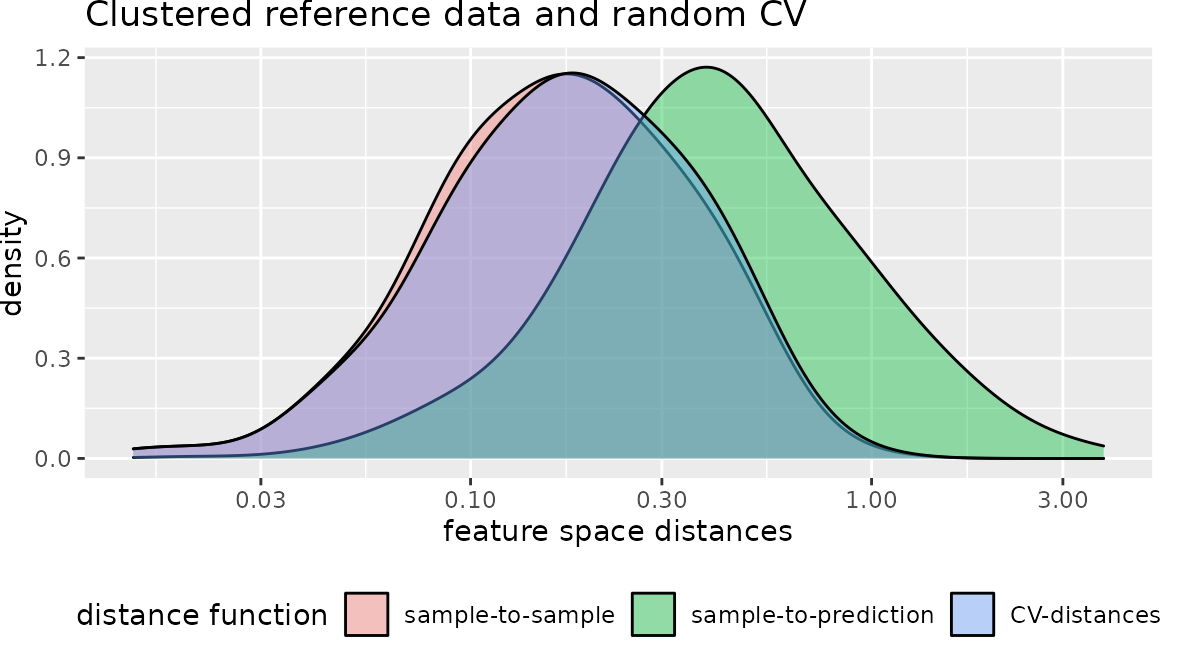 Clustered reference data and random CV
1.2
0.9
0.6
0.3
0.0
density
0.03 0.10 0.30 1.00 3.00
feature space distances
distance function sample-to-sample sample-to-prediction CV-distances